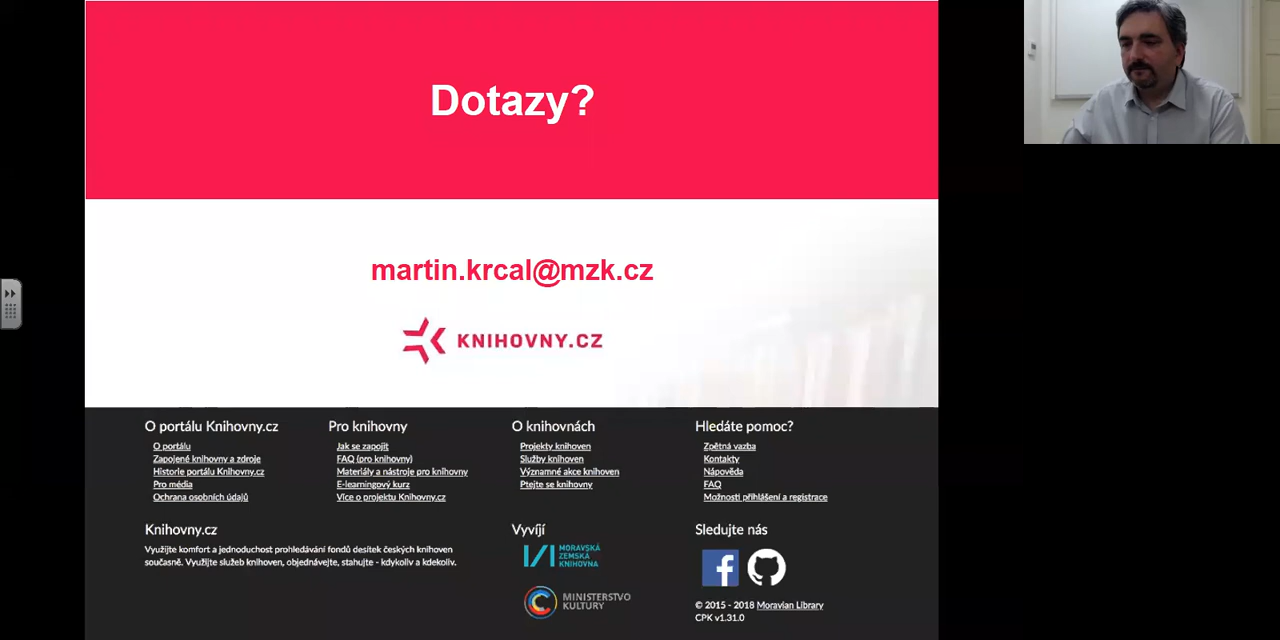 Dotazy?
martin.krcal@mzk.cz
KNIHOVNY.CZ
O portálu Knihovny.cz
O portálu
Zapojené knihovny a zdroje
Historie portálu Knihovny.cz
Pro média
Ochrana osobních údajů
Pro knihovny
Jak se zapojit
FAQ (pro knihovny)
Materiály a nástroje pro knihovny
E-learningový kurz
Více o projektu Knihovny.cz
O knihovnách
Projekty knihoven
Služby knihoven
Významné akce knihoven
Ptejte se knihovny
Hledáte pomoc?
Zpětná vazba
Kontakty
Nápověda
FAQ
Možnosti přihlášení a registrace
Knihovny.cz
Využijte komfort a jednoduchost prohledávání fondů desítek českých knihoven
současně. Využijte služeb knihoven, objednávejte, stahujte - kdykoliv a kdekoliv.
Vyvíjí
MORAVSKÁ
ZEMSKÁ
KNIHOVNA
MINISTERSTVO
KULTURY
Sledujte nás
© 2015 - 2018 Moravian Library
CPK v1.31.0